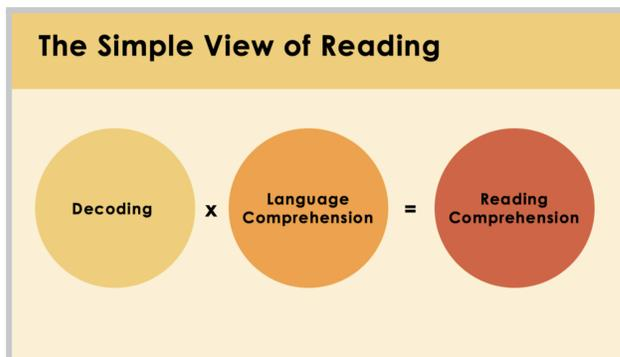 The Simple View of Reading
Decoding
x
Language
Comprehension
=
Reading
Comprehension